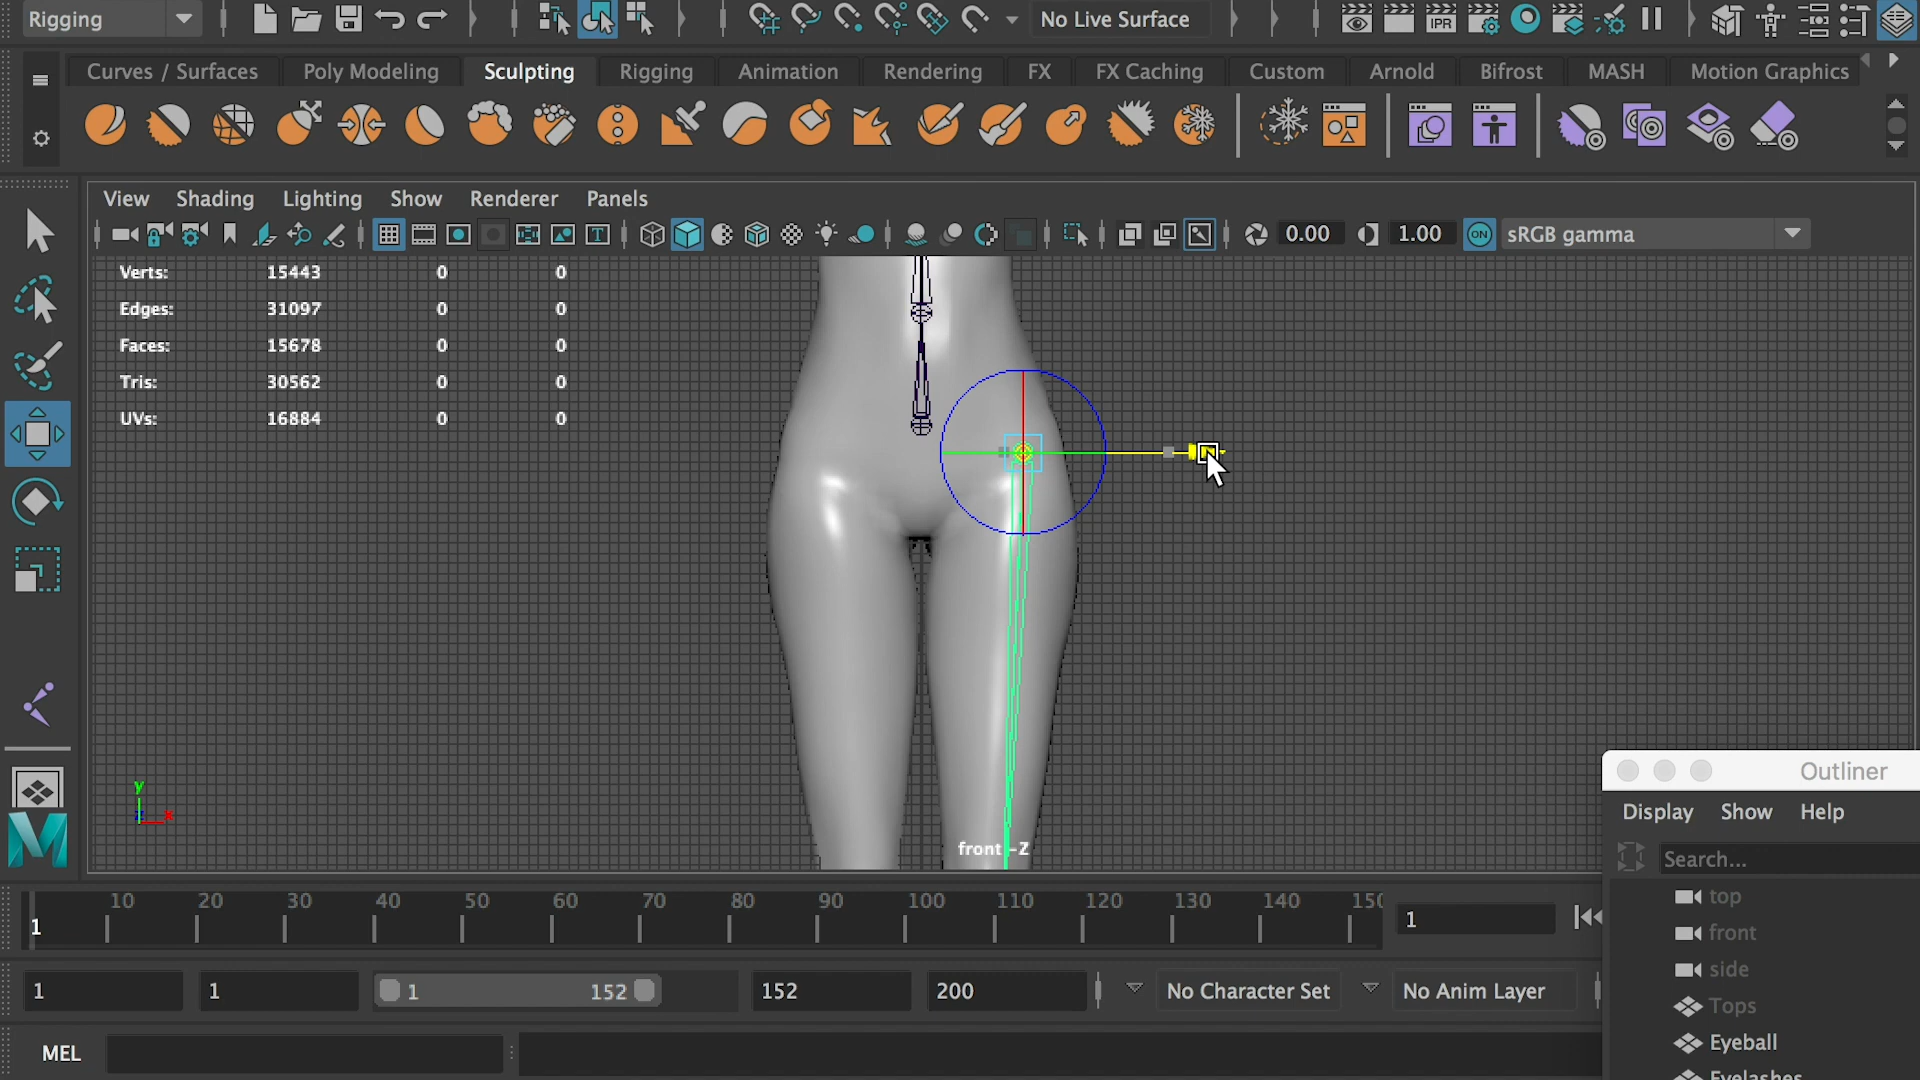 Rigging
No Live Surface
IPR
Curves / Surfaces
Poly Modeling
Sculpting
Rigging
Animation
Rendering
FX
FX Caching
Custom
Arnold
Bifrost
MASH
Motion Graphics
View
Shading
Lighting
Show
Renderer
Panels
0.00
1.00
ON
sRGB gamma
Verts: 15443 0 0
Edges: 31097 0 0
Faces: 15678 0 0
Tris: 30562 0 0
UVs: 16884 0 0
y
z
x
front -Z
Outliner
Display
Show
Help
Search...
top
front
side
Tops
Eyeball
Eyelashes
1 10 20 30 40 50 60 70 80 90 100 110 120 130 140 150
1
1
1
1
152
152
200
No Character Set
No Anim Layer
MEL